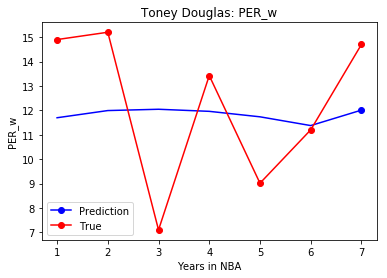 Toney Douglas: PER_w
PER_w
15
14
13
12
11
10
9
8
7
Prediction
True
1 2 3 4 5 6 7
Years in NBA